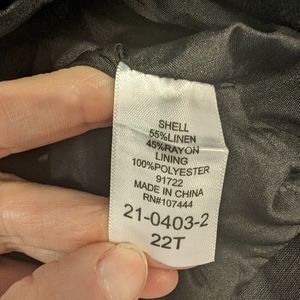 SHELL
55%LINEN
45%RAYON
LINING
100%POLYESTER
91722
MADE IN CHINA
RN#107444
21-0403-2
22T